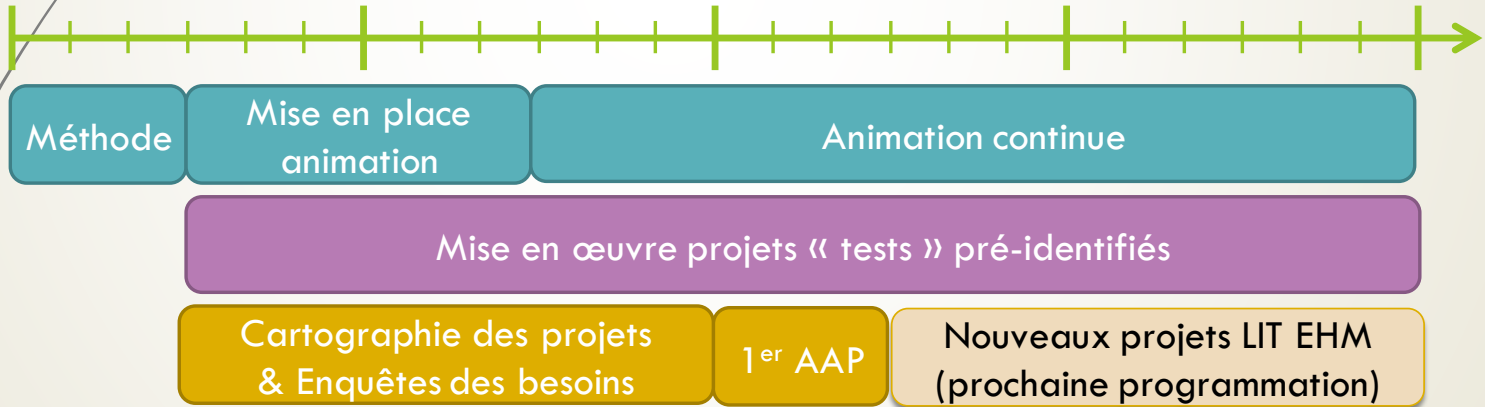 Méthode
Mise en place
animation
Animation continue
Mise en œuvre projets « tests » pré-identifiés
Cartographie des projets
& Enquêtes des besoins
1er AAP
Nouveaux projets LIT EHM
(prochaine programmation)